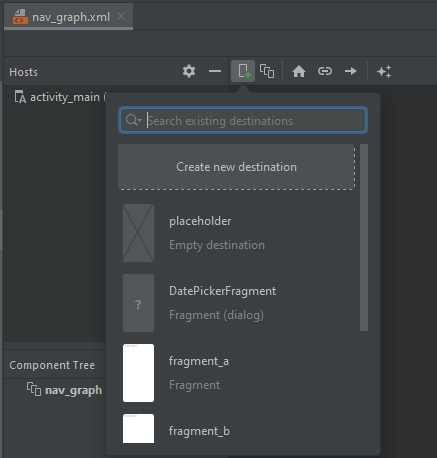 nav_graph.xml
Hosts
activity_main (
Search existing destinations
Create new destination
placeholder
Empty destination
?
DatePickerFragment
Fragment (dialog)
fragment_a
Fragment
fragment_b
Component Tree
nav_graph